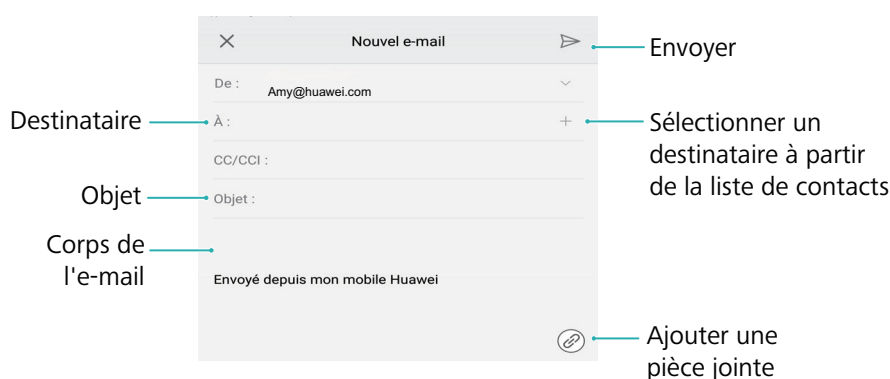 Nouvel e-mail
Envoyer
De :
Amy@huawei.com
Destinataire
À :
Sélectionner un
destinataire à partir
de la liste de contacts
CC/CCI :
Objet
Objet :
Corps de
l'e-mail
Envoyé depuis mon mobile Huawei
Ajouter une
pièce jointe